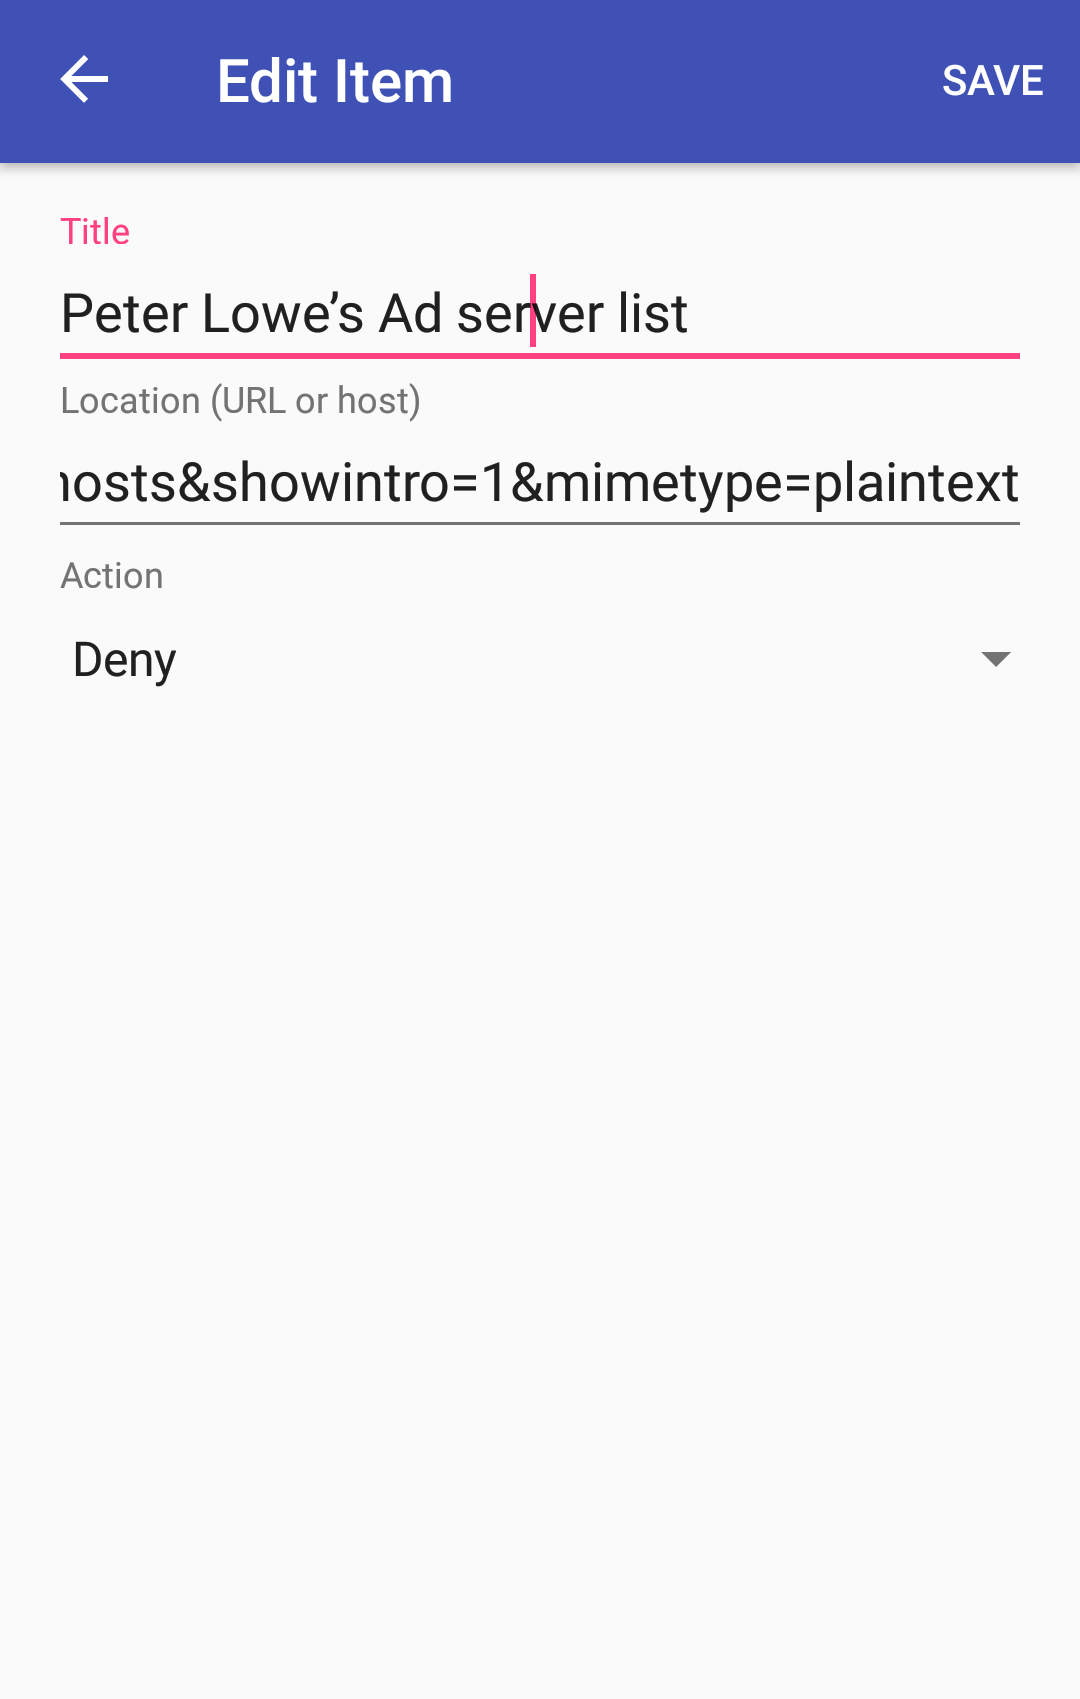 Edit Item
SAVE
Title
Peter Lowe’s Ad server list
Location (URL or host)
hosts&showintro=1&mimetype=plaintext
Action
Deny